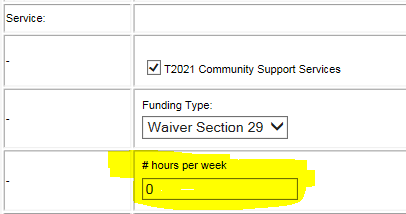 Service:
-
T2021 Community Support Services
-
Funding Type:
Waiver Section 29
-
# hours per week
0